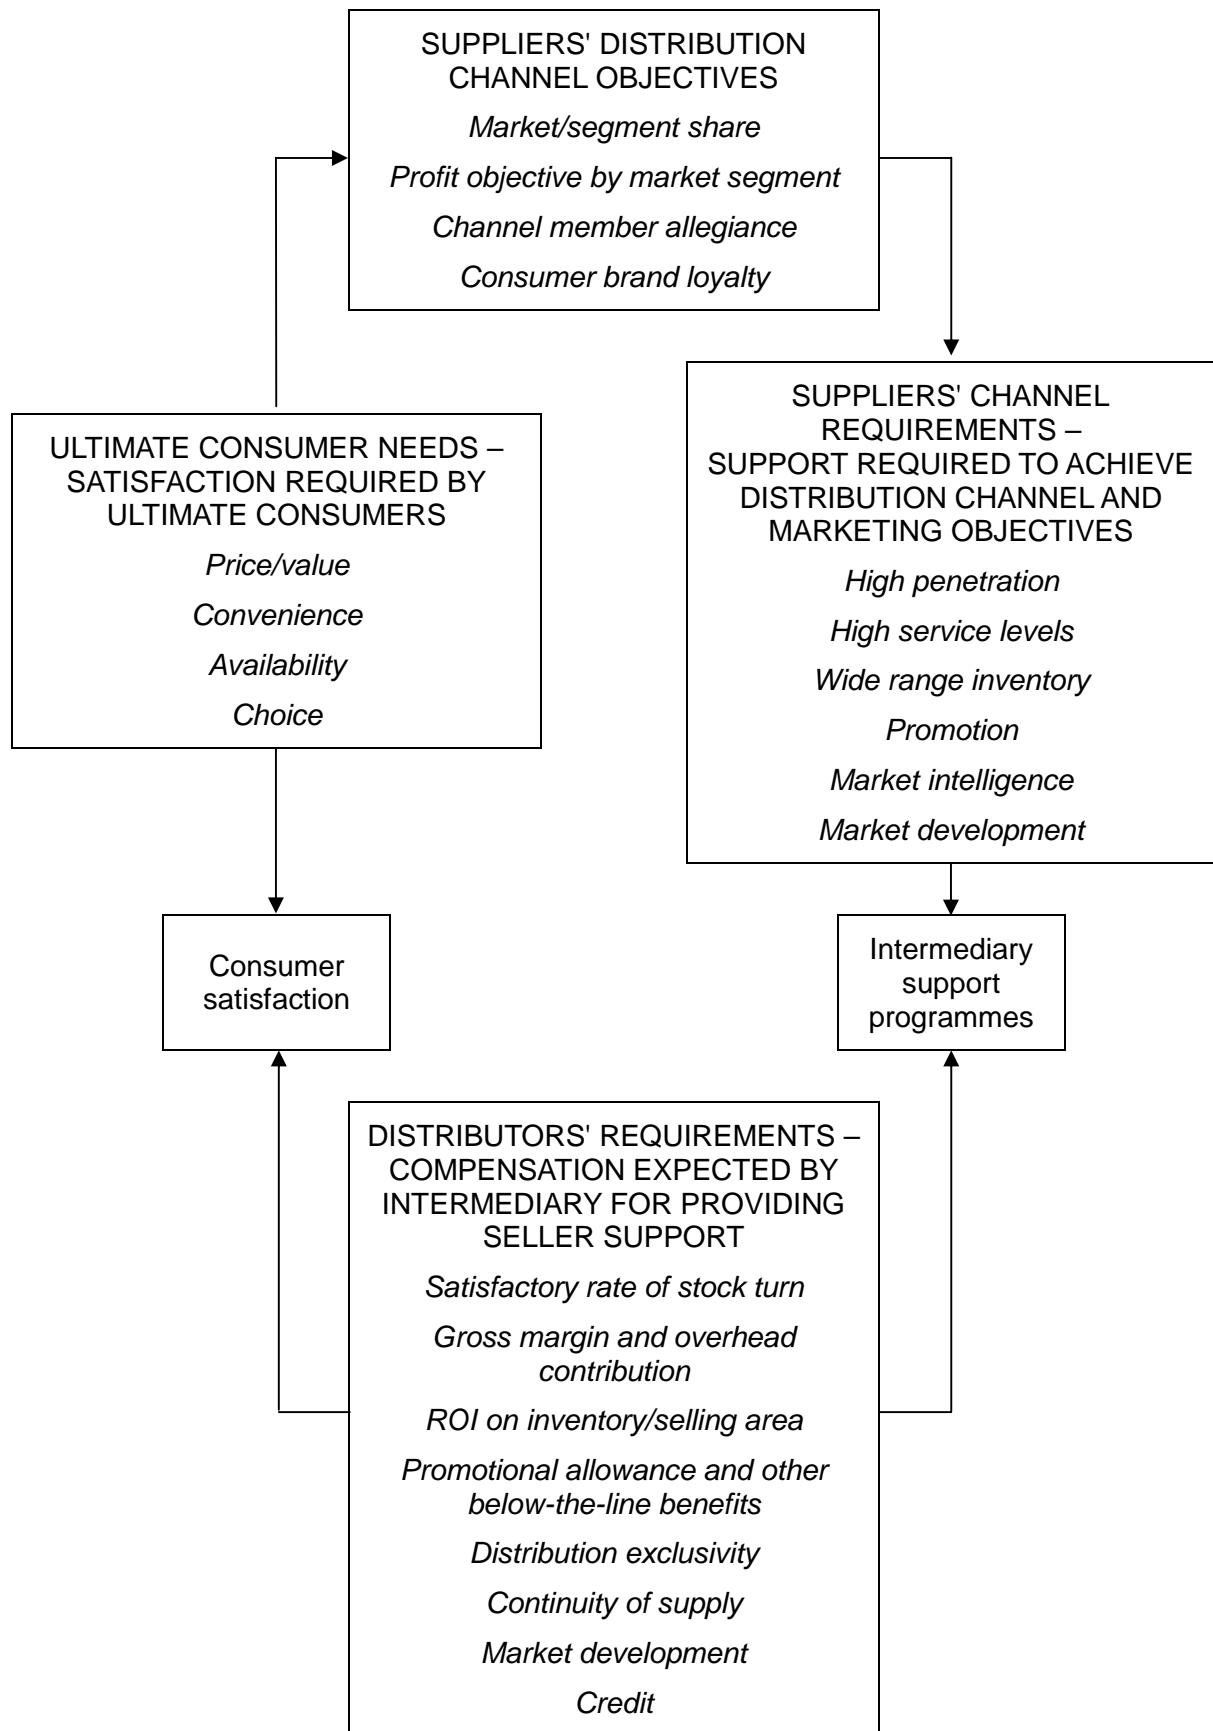 SUPPLIERS' DISTRIBUTION
CHANNEL OBJECTIVES
Market/segment share
Profit objective by market segment
Channel member allegiance
Consumer brand loyalty
ULTIMATE CONSUMER NEEDS –
SATISFACTION REQUIRED BY
ULTIMATE CONSUMERS
Price/value
Convenience
Availability
Choice
SUPPLIERS' CHANNEL
REQUIREMENTS –
SUPPORT REQUIRED TO ACHIEVE
DISTRIBUTION CHANNEL AND
MARKETING OBJECTIVES
High penetration
High service levels
Wide range inventory
Promotion
Market intelligence
Market development
Consumer
satisfaction
Intermediary
support
programmes
DISTRIBUTORS' REQUIREMENTS –
COMPENSATION EXPECTED BY
INTERMEDIARY FOR PROVIDING
SELLER SUPPORT
Satisfactory rate of stock turn
Gross margin and overhead
contribution
ROI on inventory/selling area
Promotional allowance and other
below-the-line benefits
Distribution exclusivity
Continuity of supply
Market development
Credit